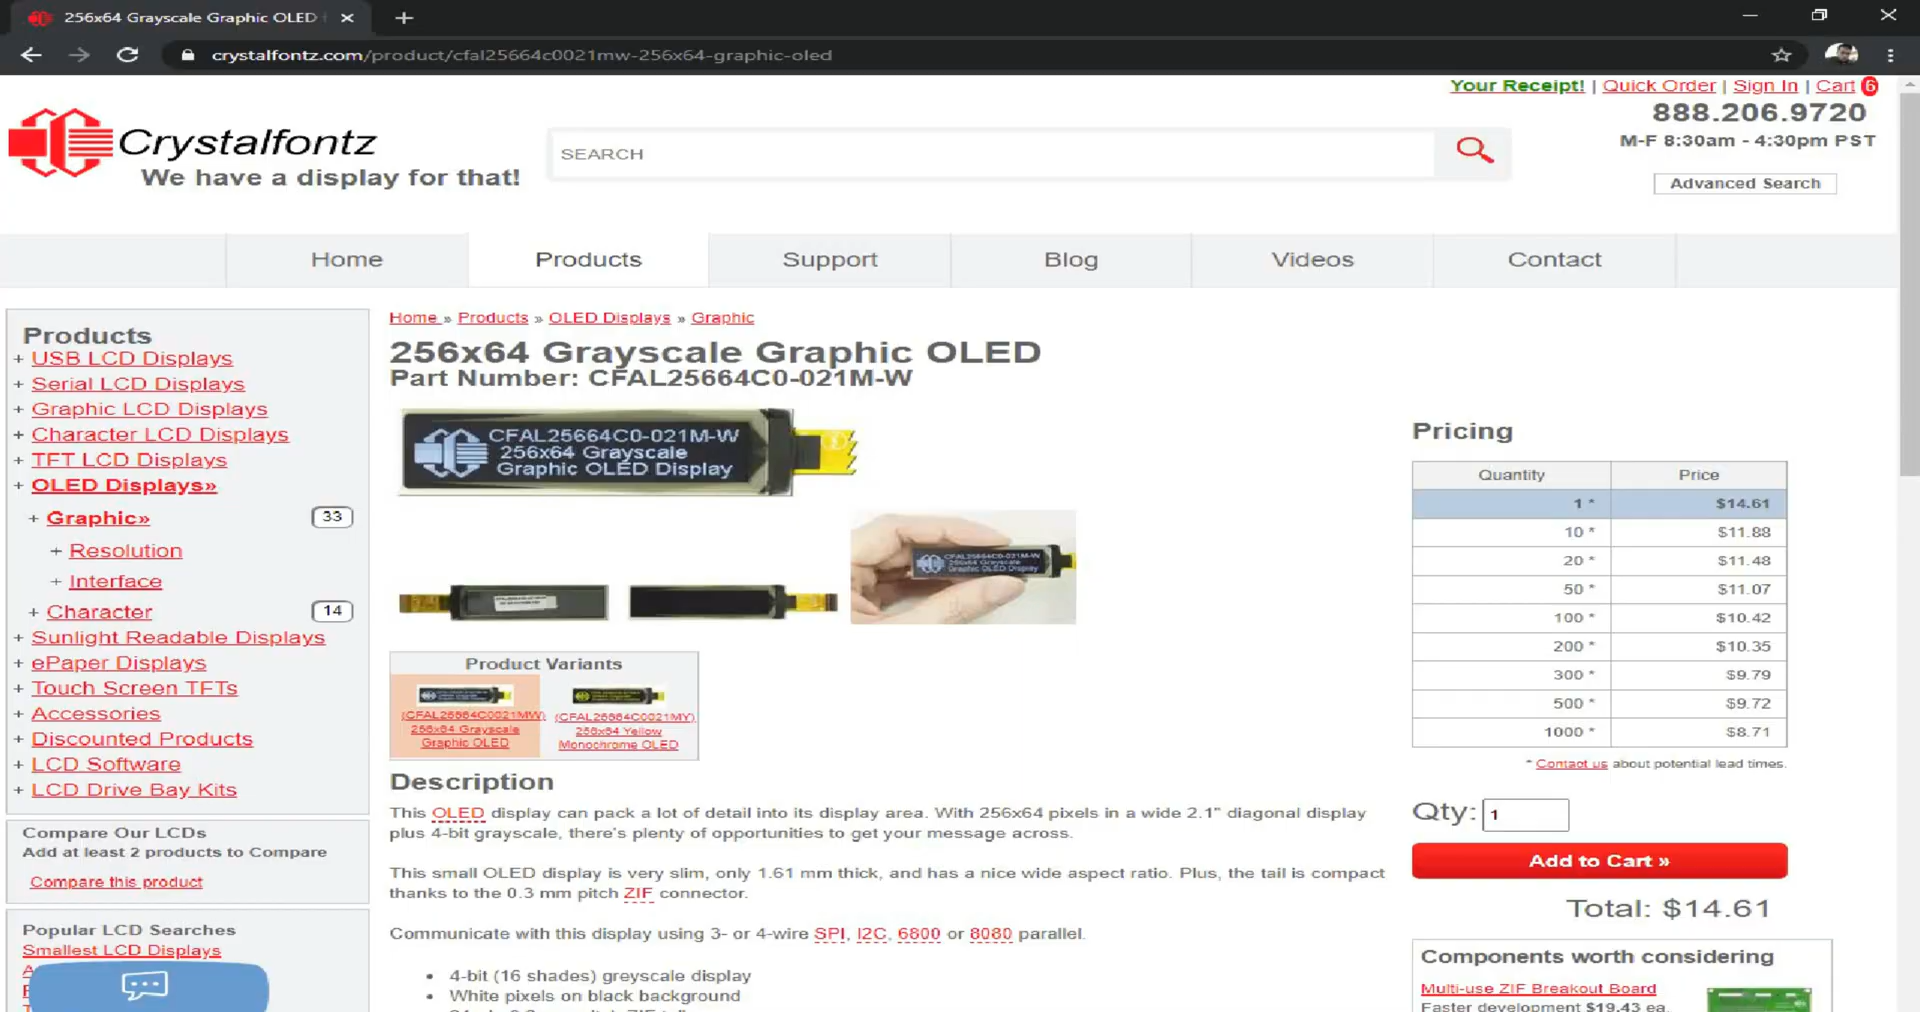 256x64 Grayscale Graphic OLED
crystalfontz.com/product/cfal25664c0021mw-256x64-graphic-oled
Your Receipt! | Quick Order | Sign In | Cart 6
888.206.9720
M-F 8:30am - 4:30pm PST
Advanced Search
Crystalfontz
We have a display for that!
SEARCH
Home
Products
Support
Blog
Videos
Contact
Products
+ USB LCD Displays
+ Serial LCD Displays
+ Graphic LCD Displays
+ Character LCD Displays
+ TFT LCD Displays
+ OLED Displays»
+ Graphic» 33
+ Resolution
+ Interface
+ Character 14
+ Sunlight Readable Displays
+ ePaper Displays
+ Touch Screen TFTs
+ Accessories
+ Discounted Products
+ LCD Software
+ LCD Drive Bay Kits
Compare Our LCDs
Add at least 2 products to Compare
Compare this product
Popular LCD Searches
Smallest LCD Displays
Home » Products » OLED Displays » Graphic
256x64 Grayscale Graphic OLED
Part Number: CFAL25664C0-021M-W
CFAL25664C0-021M-W
256x64 Grayscale
Graphic OLED Display
CFAL25664C0-021M-W
256x64 Grayscale
Graphic OLED Display
Product Variants
(CFAL25664C0021MW)
256x64 Grayscale
Graphic OLED
(CFAL25664C0021MY)
256x64 Yellow
Monochrome OLED
Description
This OLED display can pack a lot of detail into its display area. With 256x64 pixels in a wide 2.1" diagonal display
plus 4-bit grayscale, there's plenty of opportunities to get your message across.
This small OLED display is very slim, only 1.61 mm thick, and has a nice wide aspect ratio. Plus, the tail is compact
thanks to the 0.3 mm pitch ZIF connector.
Communicate with this display using 3- or 4-wire SPI, I2C, 6800 or 8080 parallel.
• 4-bit (16 shades) greyscale display
• White pixels on black background
Pricing
Quantity Price
1 * $14.61
10 * $11.88
20 * $11.48
50 * $11.07
100 * $10.42
200 * $10.35
300 * $9.79
500 * $9.72
1000 * $8.71
* Contact us about potential lead times.
Qty: 1
Add to Cart »
Total: $14.61
Components worth considering
Multi-use ZIF Breakout Board
Faster development $19.43 ea.